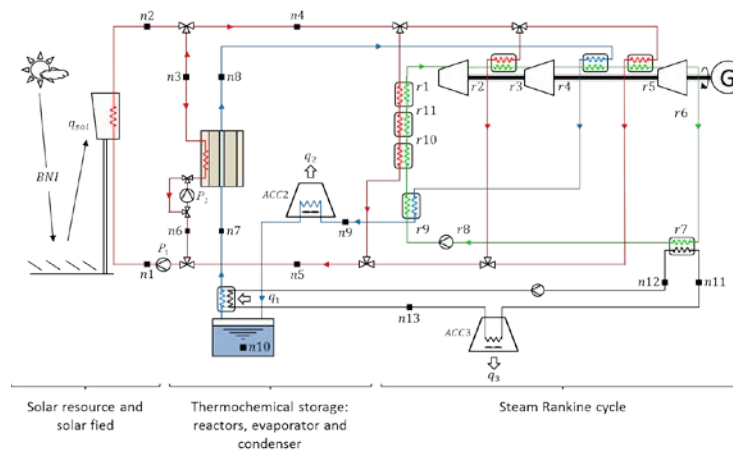 n2
n4
n3
n8
r1
r2
r3
r4
r5
r6
G
r11
r10
q_sol
BNI
q_2
ACC2
P_2
n6
n7
n9
r9
r8
r7
P_1
n1
n5
n12
n11
q_1
n13
n10
ACC3
q_3
Solar resource and
solar fied
Thermochemical storage:
reactors, evaporator and
condenser
Steam Rankine cycle